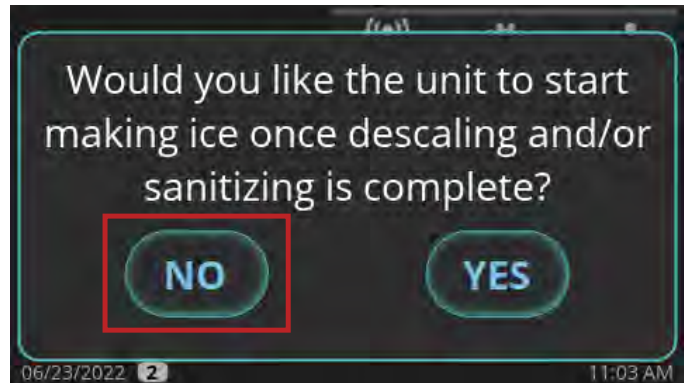 Would you like the unit to start
making ice once descaling and/or
sanitizing is complete?
NO YES
06/23/2022 2 11:03 AM